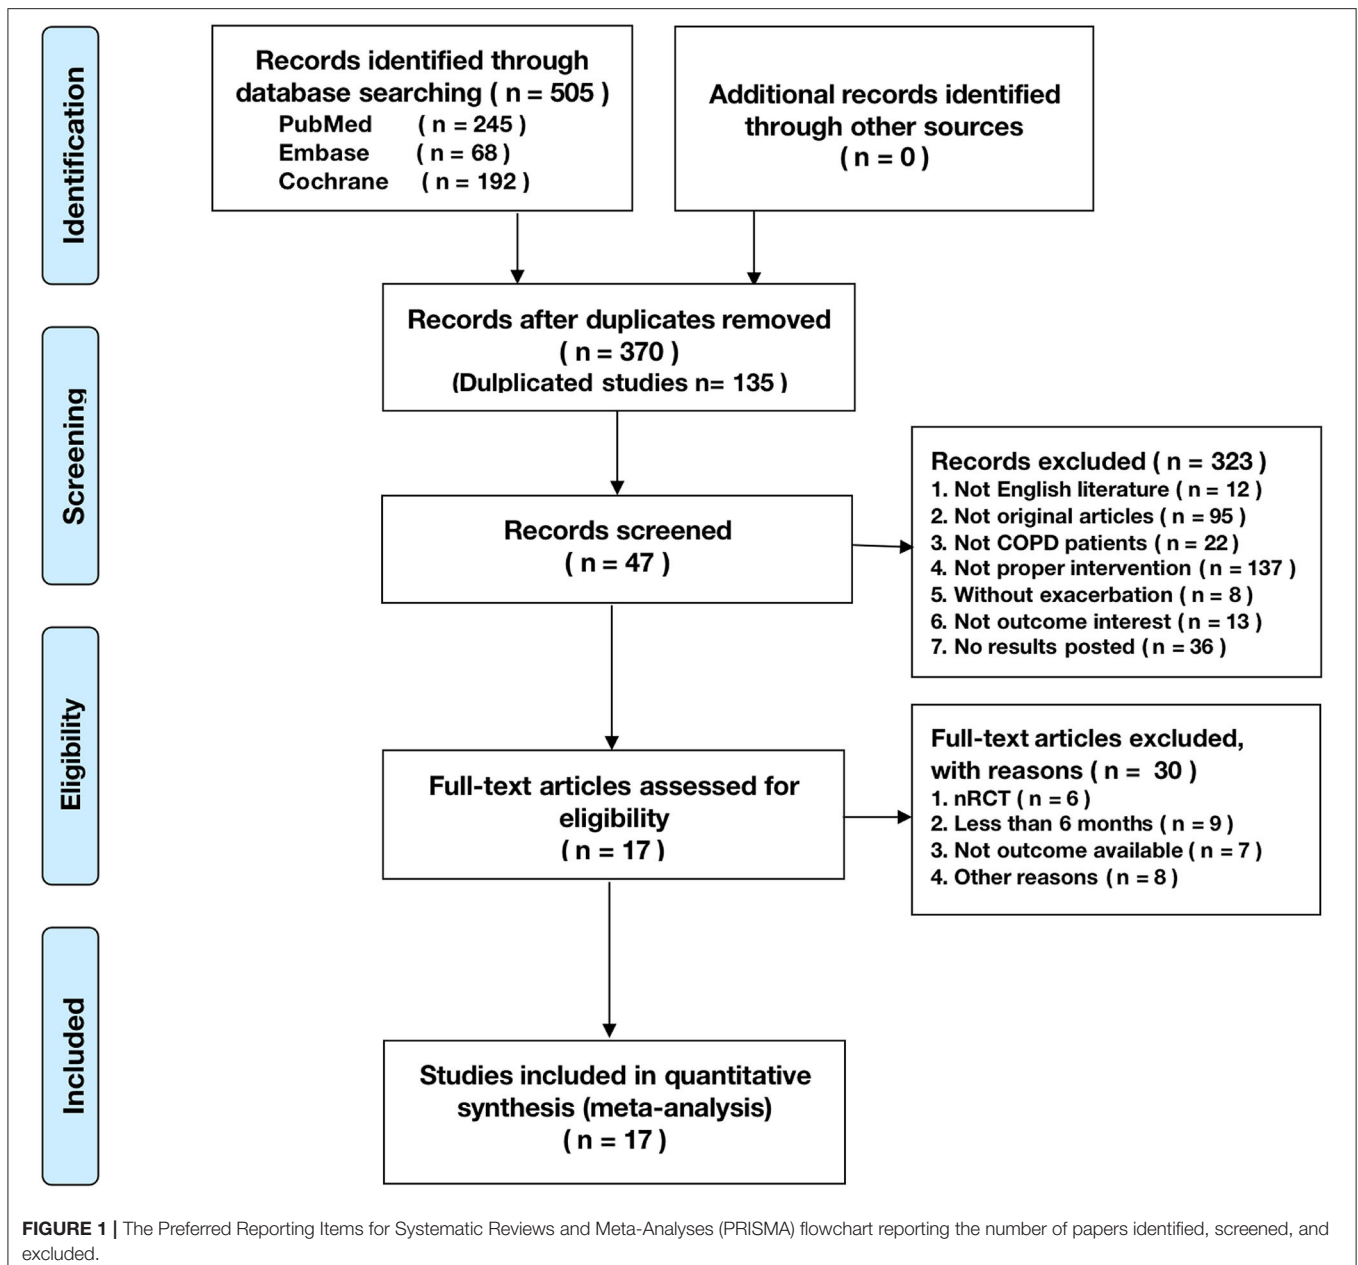 Identification
Records identified through
database searching ( n = 505 )
PubMed ( n = 245 )
Embase ( n = 68 )
Cochrane ( n = 192 )
Additional records identified
through other sources
( n = 0 )
Screening
Records after duplicates removed
( n = 370 )
(Dulplicated studies n= 135 )
Records screened
( n = 47 )
Records excluded ( n = 323 )
1. Not English literature ( n = 12 )
2. Not original articles ( n = 95 )
3. Not COPD patients ( n = 22 )
4. Not proper intervention ( n = 137 )
5. Without exacerbation ( n = 8 )
6. Not outcome interest ( n = 13 )
7. No results posted ( n = 36 )
Eligibility
Full-text articles assessed for
eligibility
( n = 17 )
Full-text articles excluded,
with reasons ( n = 30 )
1. nRCT ( n = 6 )
2. Less than 6 months ( n = 9 )
3. Not outcome available ( n = 7 )
4. Other reasons ( n = 8 )
Included
Studies included in quantitative
synthesis (meta-analysis)
( n = 17 )
FIGURE 1 | The Preferred Reporting Items for Systematic Reviews and Meta-Analyses (PRISMA) flowchart reporting the number of papers identified, screened, and
excluded.